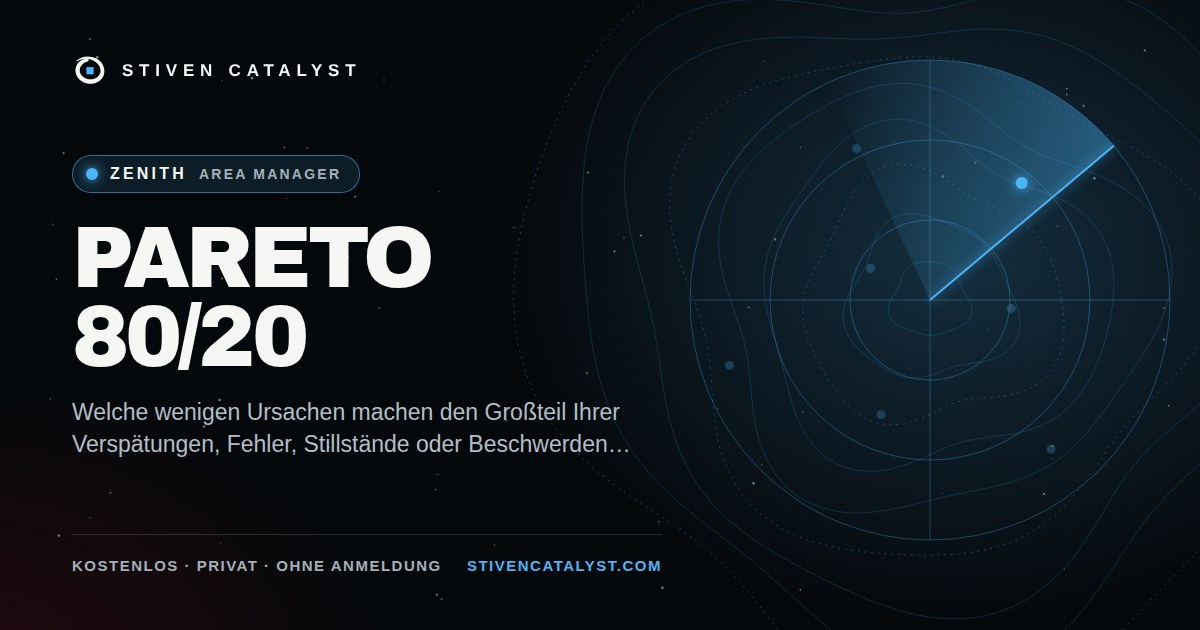 STIVEN CATALYST
ZENITH AREA MANAGER
PARETO
80/20
Welche wenigen Ursachen machen den Großteil Ihrer
Verspätungen, Fehler, Stillstände oder Beschwerden…
KOSTENLOS · PRIVAT · OHNE ANMELDUNG STIVENCATALYST.COM